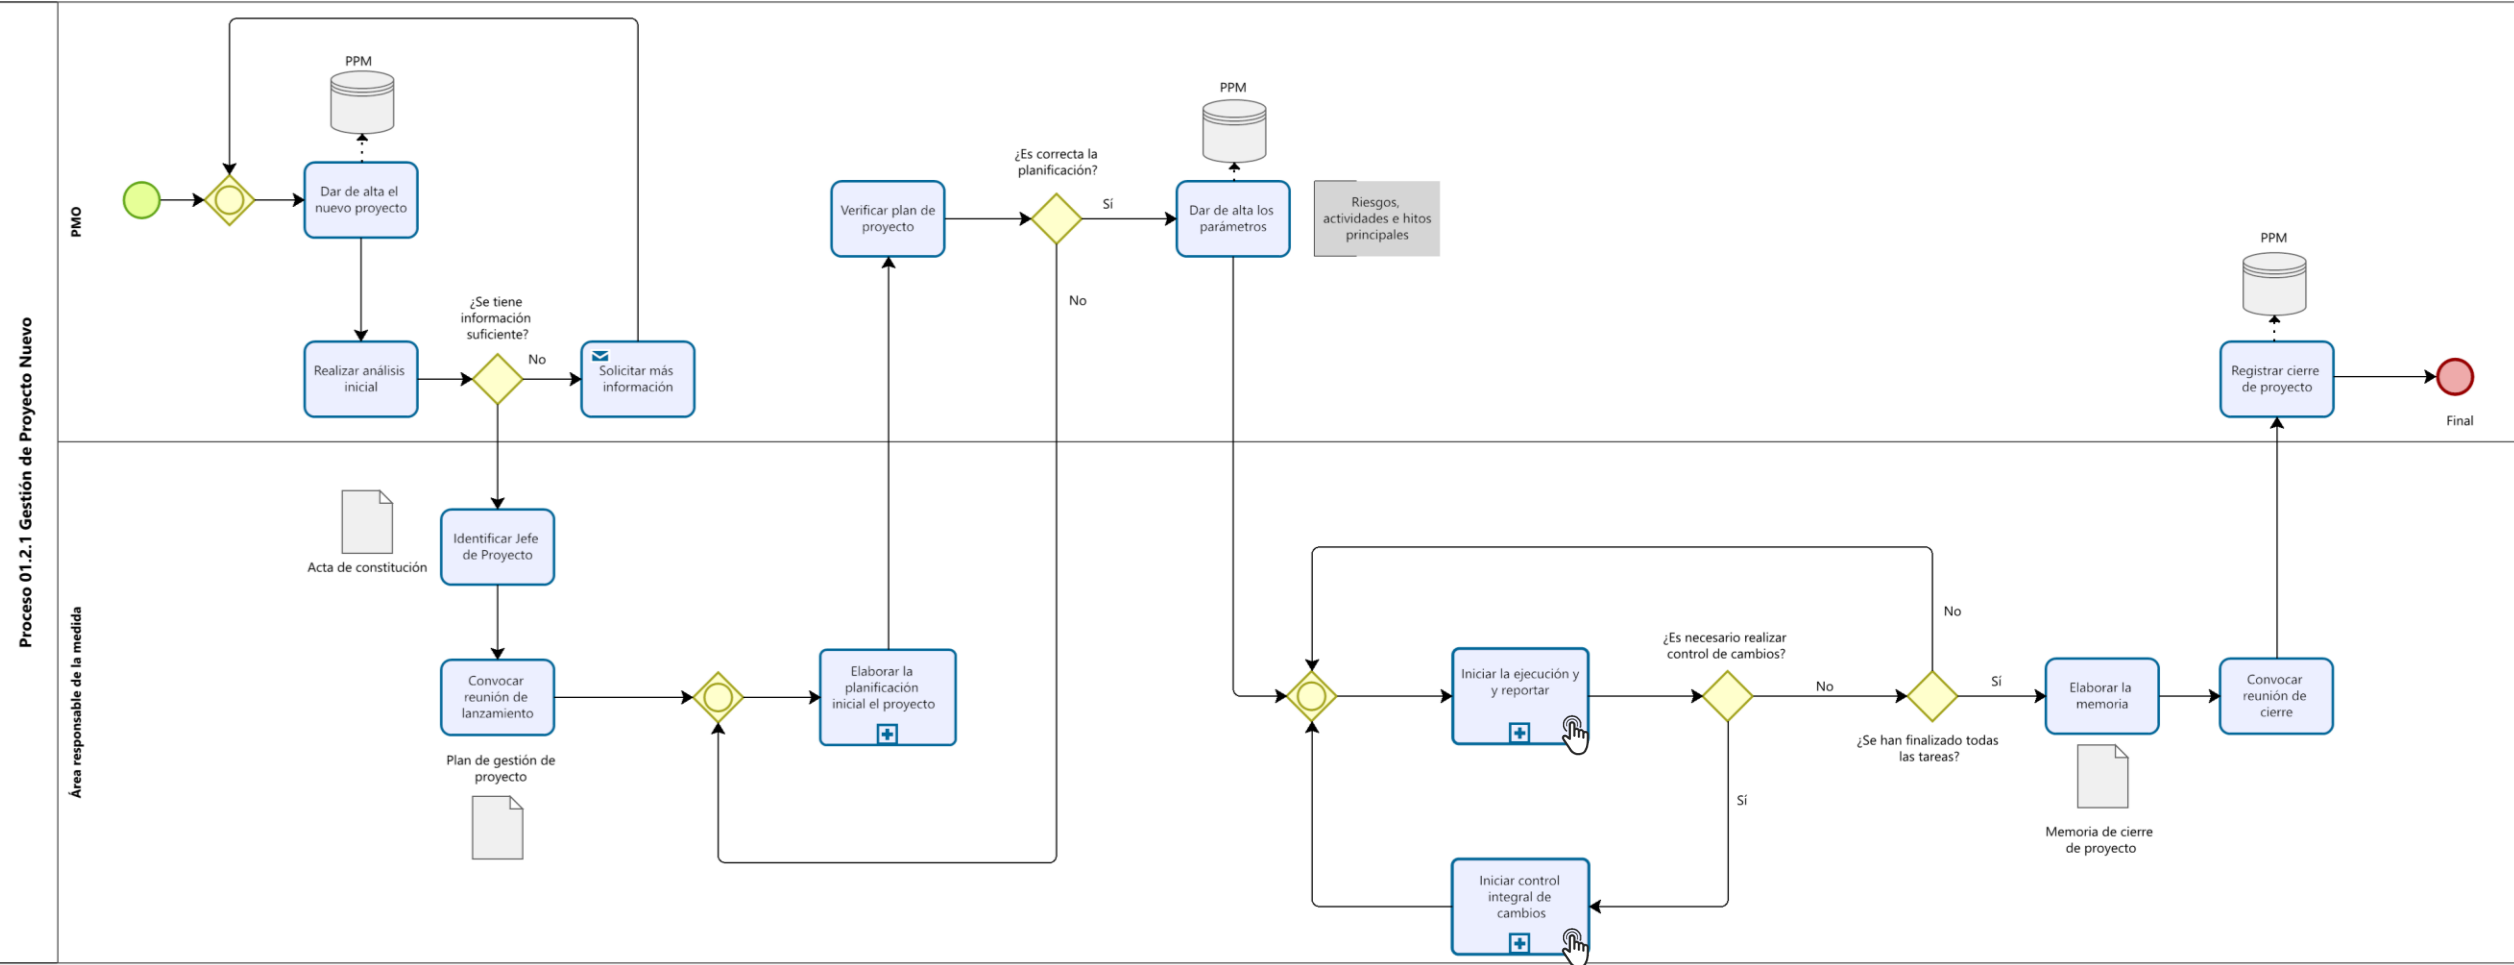 Proceso 01.2.1 Gestión de Proyecto Nuevo
PMO
PPM
Dar de alta el
nuevo proyecto
Realizar análisis
inicial
¿Se tiene
información
suficiente?
No
Solicitar más
información
Verificar plan de
proyecto
¿Es correcta la
planificación?
Sí
No
PPM
Dar de alta los
parámetros
Riesgos,
actividades e hitos
principales
PPM
Registrar cierre
de proyecto
Final
Área responsable de la medida
Acta de constitución
Identificar Jefe
de Proyecto
Convocar
reunión de
lanzamiento
Plan de gestión de
proyecto
Elaborar la
planificación
inicial el proyecto
Iniciar la ejecución y
y reportar
¿Es necesario realizar
control de cambios?
No
Sí
Iniciar control
integral de
cambios
No
Sí
¿Se han finalizado todas
las tareas?
Elaborar la
memoria
Memoria de cierre
de proyecto
Convocar
reunión de
cierre